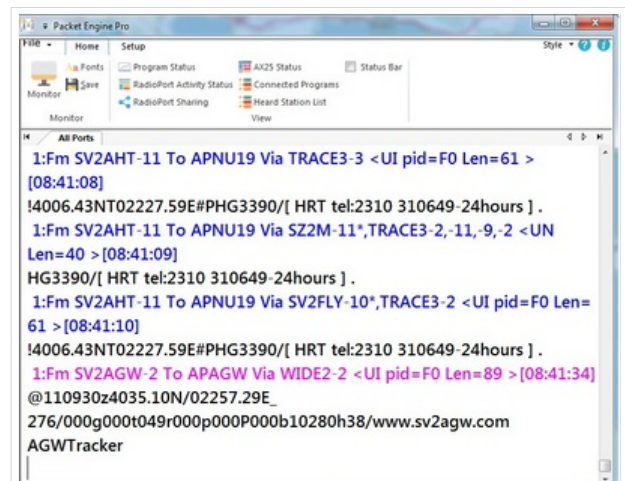 Packet Engine Pro
File Home Setup Style
Aa Fonts Program Status AX25 Status Status Bar
Monitor Save RadioPort Activity Status Connected Programs
RadioPort Sharing Heard Station List
Monitor View
All Ports
1:Fm SV2AHT-11 To APNU19 Via TRACE3-3 <UI pid=F0 Len=61 >
[08:41:08]
!4006.43NT02227.59E#PHG3390/[ HRT tel:2310 310649-24hours ] .
1:Fm SV2AHT-11 To APNU19 Via SZ2M-11*,TRACE3-2,-11,-9,-2 <UN
Len=40 >[08:41:09]
HG3390/[ HRT tel:2310 310649-24hours ] .
1:Fm SV2AHT-11 To APNU19 Via SV2FLY-10*,TRACE3-2 <UI pid=F0 Len=
61 >[08:41:10]
!4006.43NT02227.59E#PHG3390/[ HRT tel:2310 310649-24hours ] .
1:Fm SV2AGW-2 To APAGW Via WIDE2-2 <UI pid=F0 Len=89 >[08:41:34]
@110930z4035.10N/02257.29E_
276/000g000t049r000p000P000b10280h38/www.sv2agw.com
AGWTracker